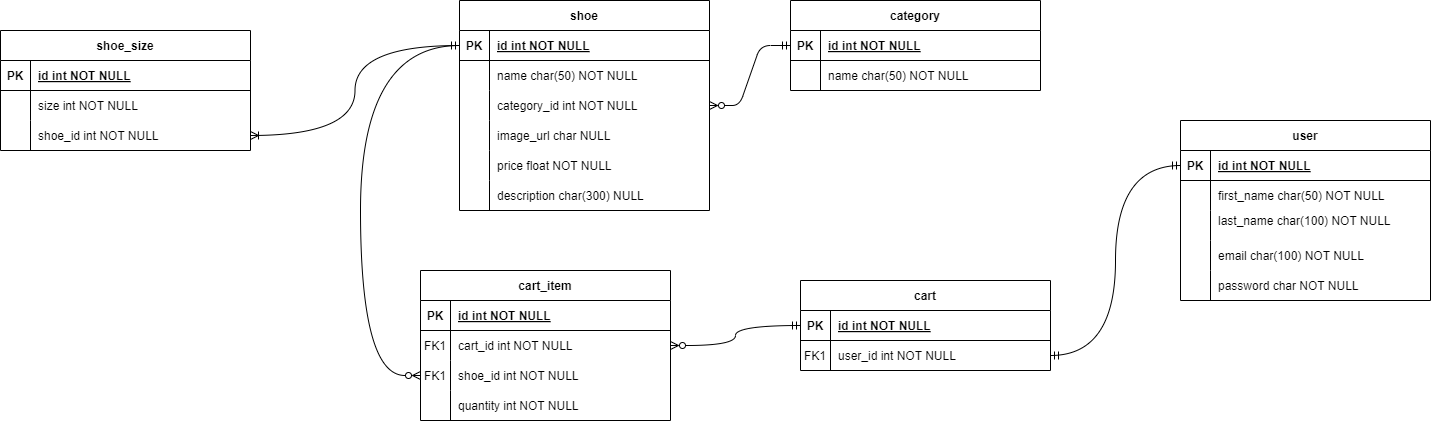 shoe_size
PK id int NOT NULL
size int NOT NULL
shoe_id int NOT NULL
shoe
PK id int NOT NULL
name char(50) NOT NULL
category_id int NOT NULL
image_url char NULL
price float NOT NULL
description char(300) NULL
category
PK id int NOT NULL
name char(50) NOT NULL
user
PK id int NOT NULL
first_name char(50) NOT NULL
last_name char(100) NOT NULL
email char(100) NOT NULL
password char NOT NULL
cart_item
PK id int NOT NULL
FK1 cart_id int NOT NULL
FK1 shoe_id int NOT NULL
quantity int NOT NULL
cart
PK id int NOT NULL
FK1 user_id int NOT NULL